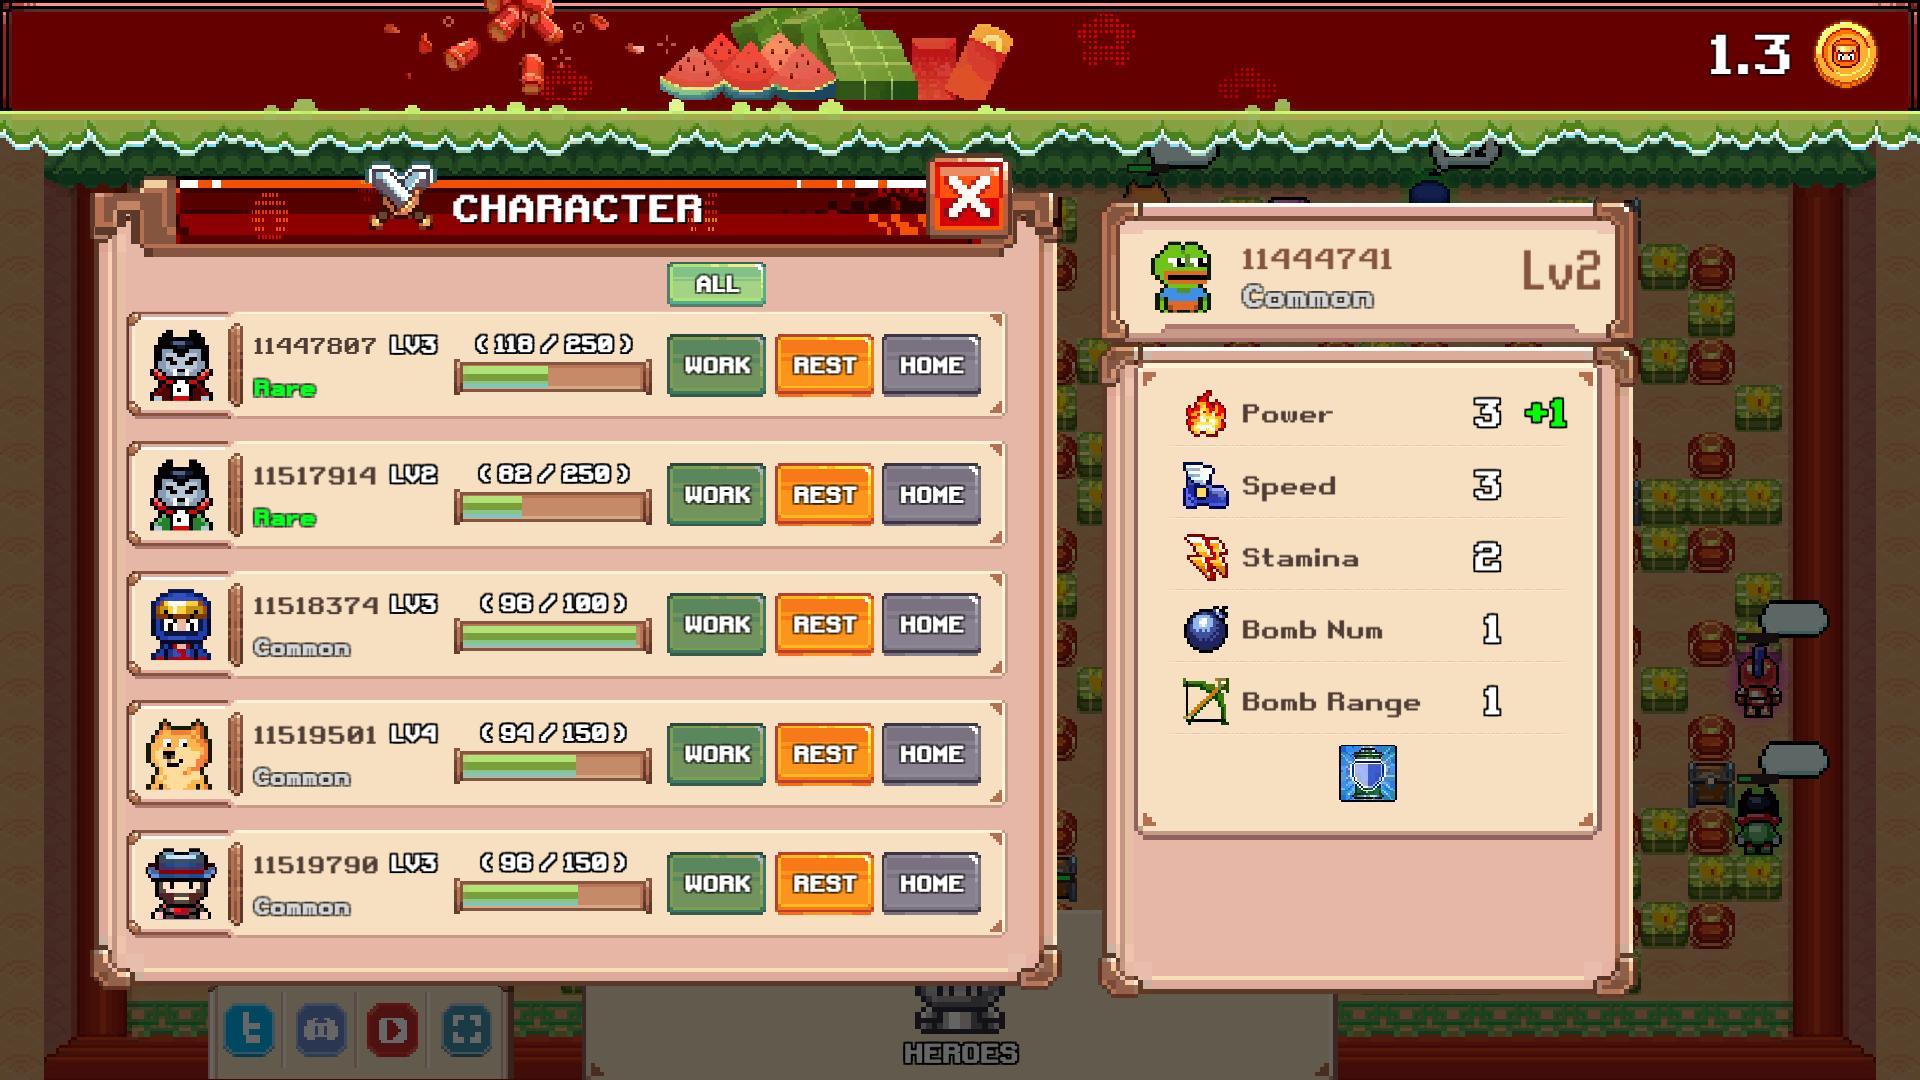 1.3
CHARACTER
ALL
11447807 LV3 (118 / 250)
Rare
WORK REST HOME
11517914 LV2 (82 / 250)
Rare
WORK REST HOME
11518374 LV3 (96 / 100)
Common
WORK REST HOME
11519501 LV4 (94 / 150)
Common
WORK REST HOME
11519790 LV3 (96 / 150)
Common
WORK REST HOME
11444741 Lv2
Common
Power 3 +1
Speed 3
Stamina 2
Bomb Num 1
Bomb Range 1
HEROES